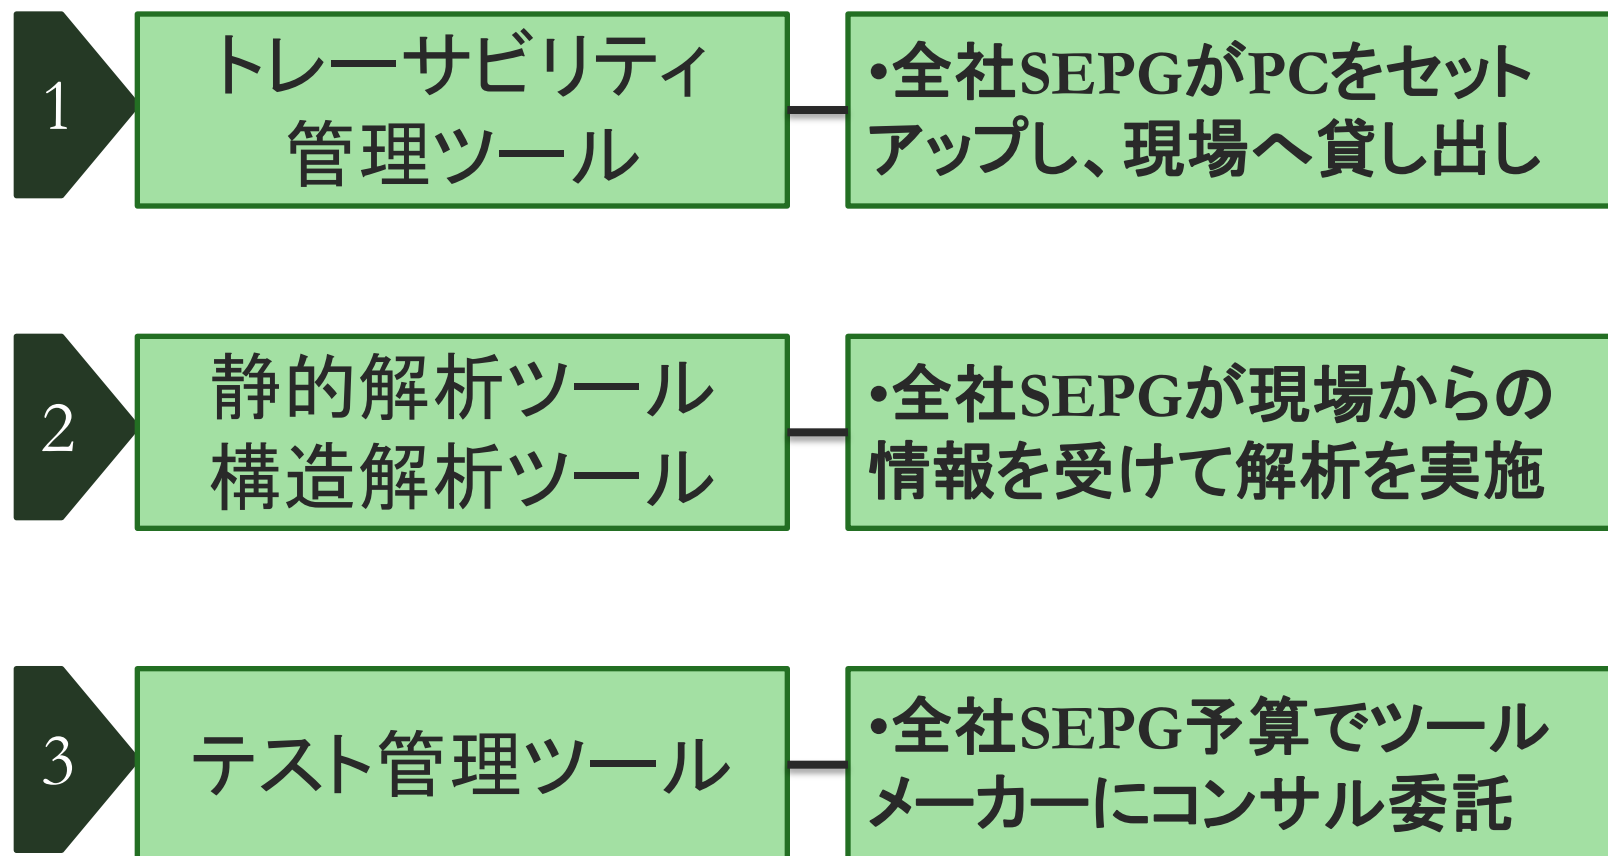 1
トレーサビリティ
管理ツール
•全社SEPGがPCをセット
アップし、現場へ貸し出し
2
静的解析ツール
構造解析ツール
•全社SEPGが現場からの
情報を受けて解析を実施
3
テスト管理ツール
•全社SEPG予算でツール
メーカーにコンサル委託